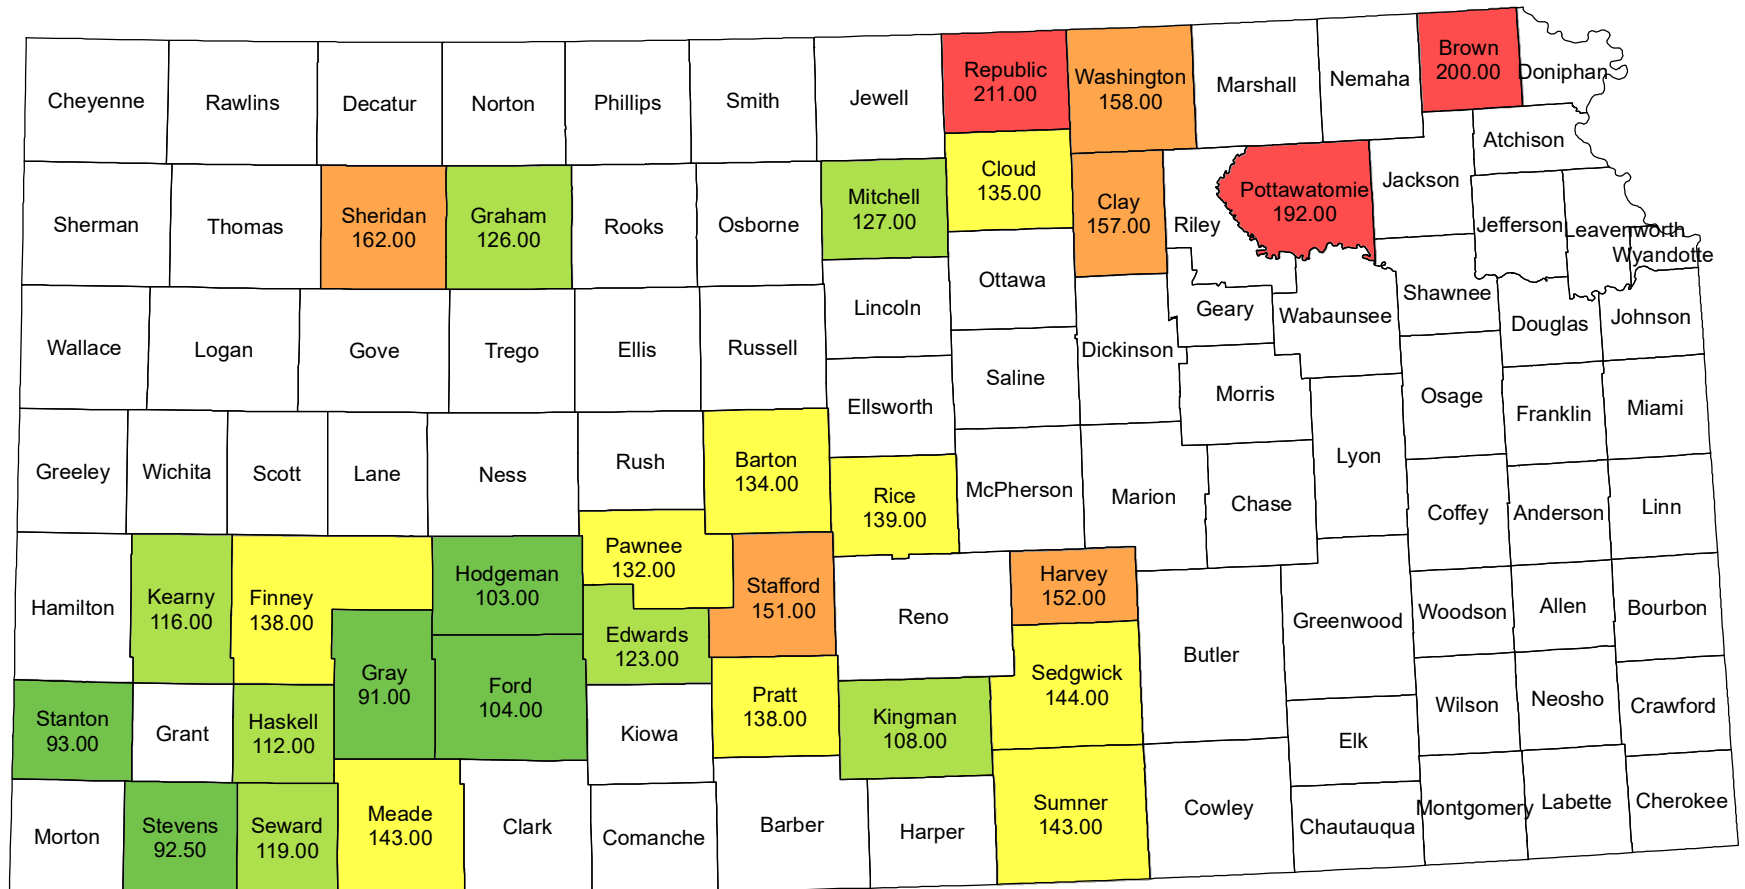 Cheyenne
Rawlins
Decatur
Norton
Phillips
Smith
Jewell
Republic
211.00
Washington
158.00
Marshall
Nemaha
Brown
200.00
Doniphan
Atchison
Sherman
Thomas
Sheridan
162.00
Graham
126.00
Rooks
Osborne
Mitchell
127.00
Cloud
135.00
Clay
157.00
Riley
Pottawatomie
192.00
Jackson
Jefferson
Leavenworth
Wyandotte
Wallace
Logan
Gove
Trego
Ellis
Russell
Lincoln
Ottawa
Dickinson
Geary
Wabaunsee
Shawnee
Douglas
Johnson
Saline
Ellsworth
Morris
Osage
Franklin
Miami
Greeley
Wichita
Scott
Lane
Ness
Rush
Barton
134.00
Rice
139.00
McPherson
Marion
Chase
Lyon
Coffey
Anderson
Linn
Hamilton
Kearny
116.00
Finney
138.00
Hodgeman
103.00
Pawnee
132.00
Stafford
151.00
Reno
Harvey
152.00
Greenwood
Woodson
Allen
Bourbon
Gray
91.00
Ford
104.00
Edwards
123.00
Sedgwick
144.00
Butler
Stanton
93.00
Grant
Haskell
112.00
Kiowa
Pratt
138.00
Kingman
108.00
Elk
Wilson
Neosho
Crawford
Morton
Stevens
92.50
Seward
119.00
Meade
143.00
Clark
Comanche
Barber
Harper
Sumner
143.00
Cowley
Chautauqua
Montgomery
Labette
Cherokee